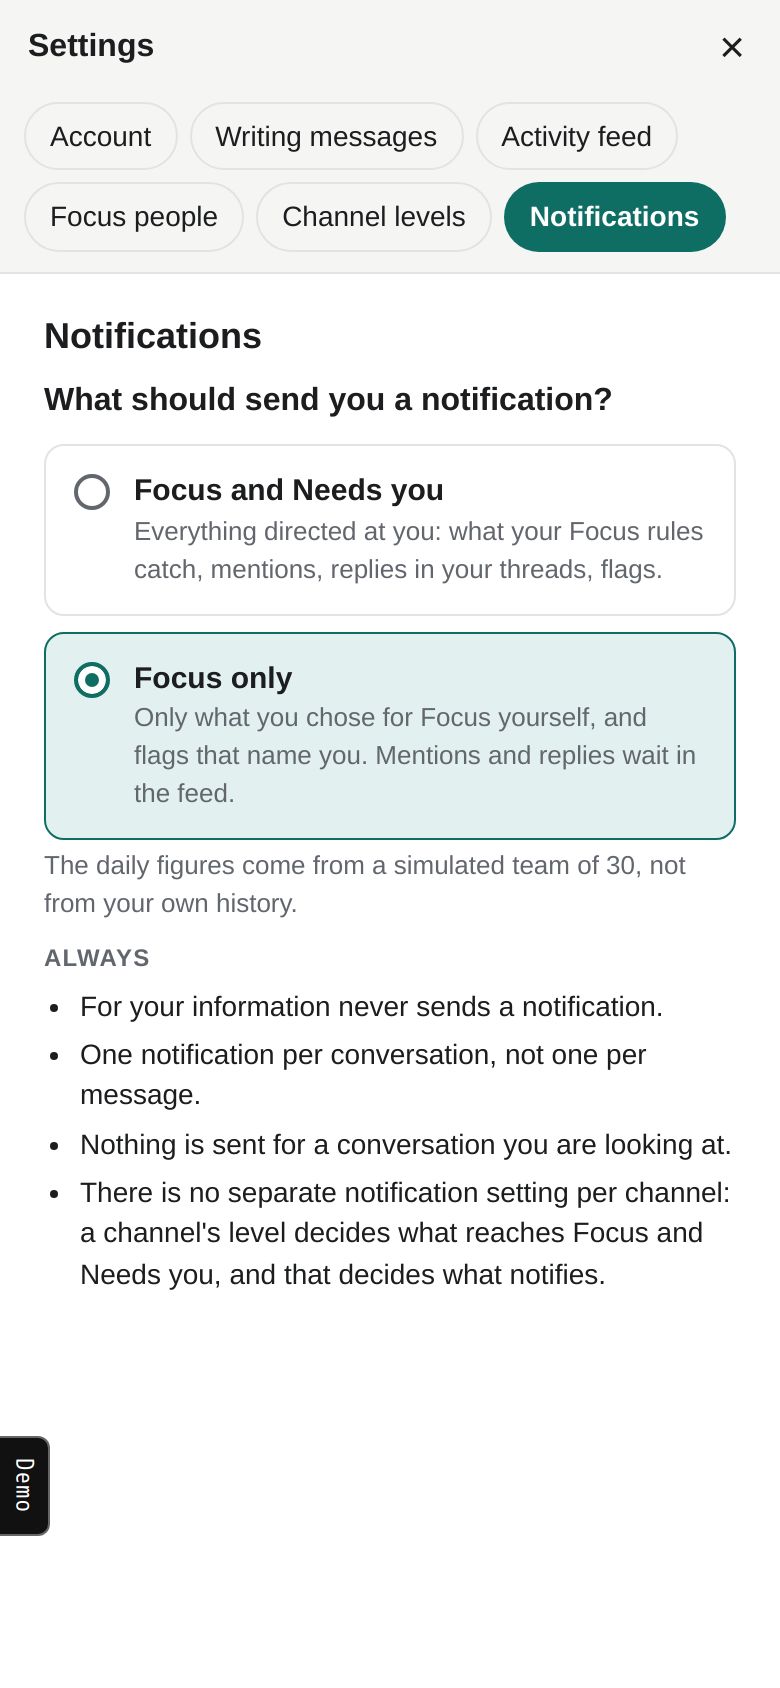 Settings
Account
Writing messages
Activity feed
Focus people
Channel levels
Notifications
Notifications
What should send you a notification?
Focus and Needs you
Everything directed at you: what your Focus rules
catch, mentions, replies in your threads, flags.
Focus only
Only what you chose for Focus yourself, and
flags that name you. Mentions and replies wait in
the feed.
The daily figures come from a simulated team of 30, not
from your own history.
ALWAYS
For your information never sends a notification.
One notification per conversation, not one per
message.
Nothing is sent for a conversation you are looking at.
There is no separate notification setting per channel:
a channel's level decides what reaches Focus and
Needs you, and that decides what notifies.
Demo